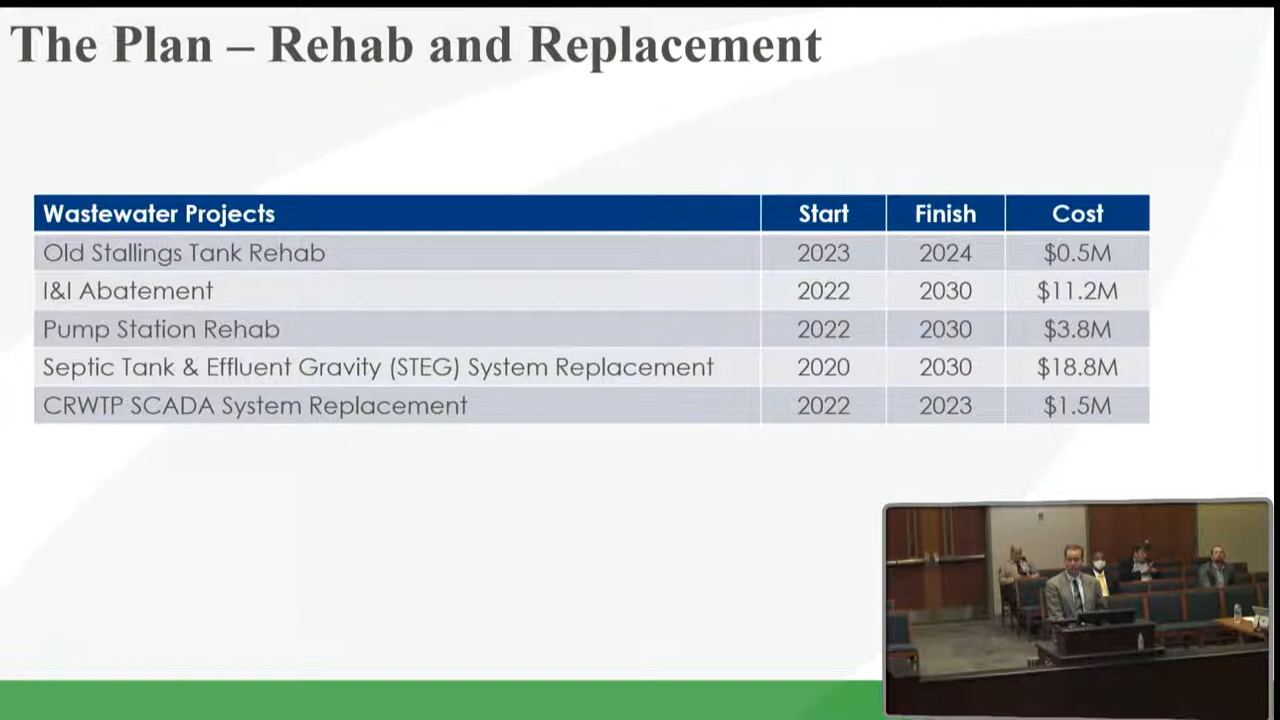 The Plan – Rehab and Replacement
Wastewater Projects Start Finish Cost
Old Stallings Tank Rehab 2023 2024 $0.5M
I&I Abatement 2022 2030 $11.2M
Pump Station Rehab 2022 2030 $3.8M
Septic Tank & Effluent Gravity (STEG) System Replacement 2020 2030 $18.8M
CRWTP SCADA System Replacement 2022 2023 $1.5M